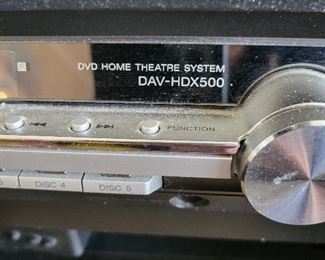 DVD HOME THEATRE SYSTEM
DAV-HDX500
FUNCTION
DISC 4
DISC 5